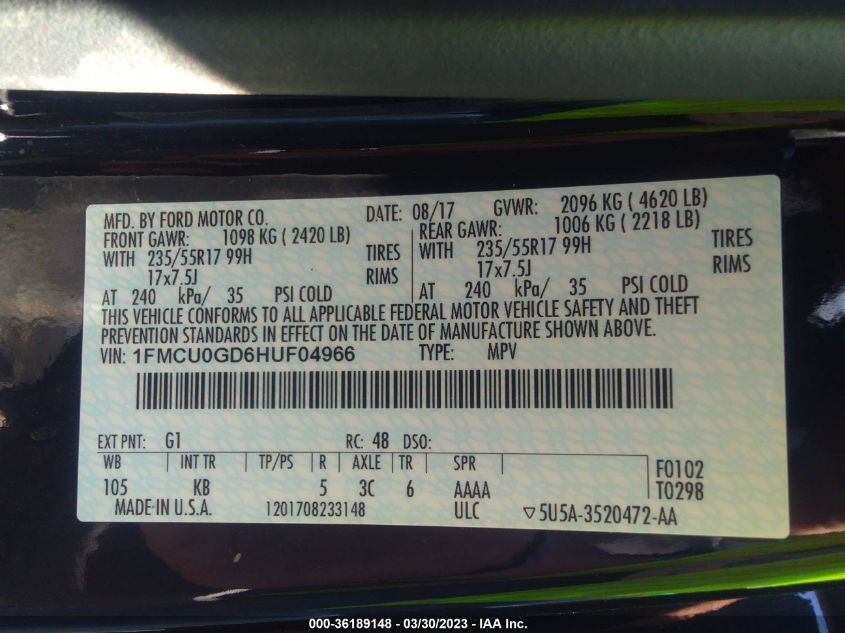 MFD. BY FORD MOTOR CO. DATE: 08/17 GVWR: 2096 KG ( 4620 LB)
FRONT GAWR: 1098 KG ( 2420 LB) REAR GAWR: 1006 KG ( 2218 LB)
WITH 235/55R17 99H TIRES WITH 235/55R17 99H TIRES
17x7.5J RIMS 17x7.5J RIMS
AT 240 kPa/ 35 PSI COLD AT 240 kPa/ 35 PSI COLD
THIS VEHICLE CONFORMS TO ALL APPLICABLE FEDERAL MOTOR VEHICLE SAFETY AND THEFT
PREVENTION STANDARDS IN EFFECT ON THE DATE OF MANUFACTURE SHOWN ABOVE.
VIN: 1FMCU0GD6HUF04966 TYPE: MPV
EXT PNT: G1 RC: 48 DSO:
WB INT TR TP/PS R AXLE TR SPR F0102
105 KB 5 3C 6 AAAA T0298
MADE IN U.S.A. 1201708233148 ULC ▽5U5A-3520472-AA
000-36189148 - 03/30/2023 - IAA Inc.